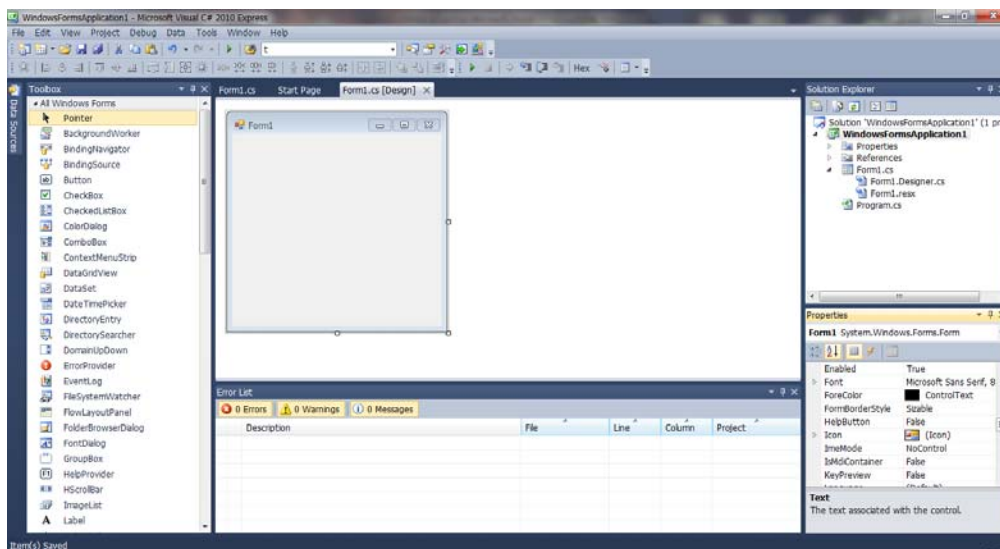 WindowsFormsApplication1 - Microsoft Visual C# 2010 Express
File Edit View Project Debug Data Tools Window Help
t
Hex
Data Sources
Toolbox
All Windows Forms
Pointer
BackgroundWorker
BindingNavigator
BindingSource
Button
CheckBox
CheckedListBox
ColorDialog
ComboBox
ContextMenuStrip
DataGridView
DataSet
DateTimePicker
DirectoryEntry
DirectorySearcher
DomainUpDown
ErrorProvider
EventLog
FileSystemWatcher
FlowLayoutPanel
FolderBrowserDialog
FontDialog
GroupBox
HelpProvider
HScrollBar
ImageList
A Label
Form1.cs Start Page Form1.cs [Design]
Form1
Error List
0 Errors 0 Warnings 0 Messages
Description File Line Column Project
Solution Explorer
Solution 'WindowsFormsApplication1' (1 pr
WindowsFormsApplication1
Properties
References
Form1.cs
Form1.Designer.cs
Form1.resx
Program.cs
Properties
Form1 System.Windows.Forms.Form
Enabled True
Font Microsoft Sans Serif, 8
ForeColor ControlText
FormBorderStyle Sizable
HelpButton False
Icon (Icon)
ImeMode NoControl
IsMdiContainer False
KeyPreview False
Text
The text associated with the control.
Item(s) Saved